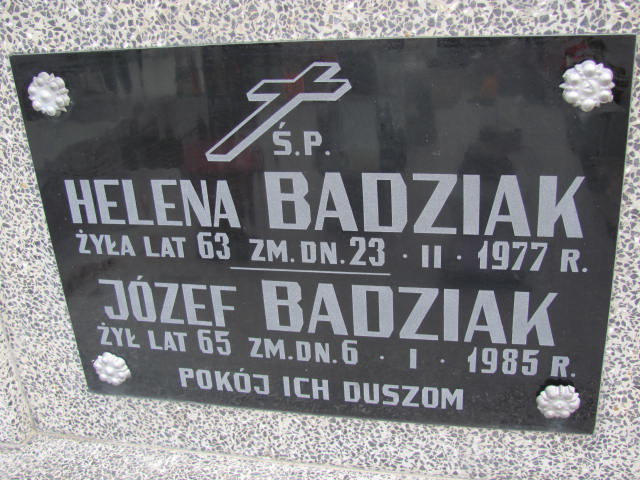 Ś.P.
HELENA BADZIAK
ŻYŁA LAT 63 ZM. DN. 23 · II · 1977 R.
JÓZEF BADZIAK
ŻYŁ LAT 65 ZM. DN. 6 · I · 1985 R.
POKÓJ ICH DUSZOM